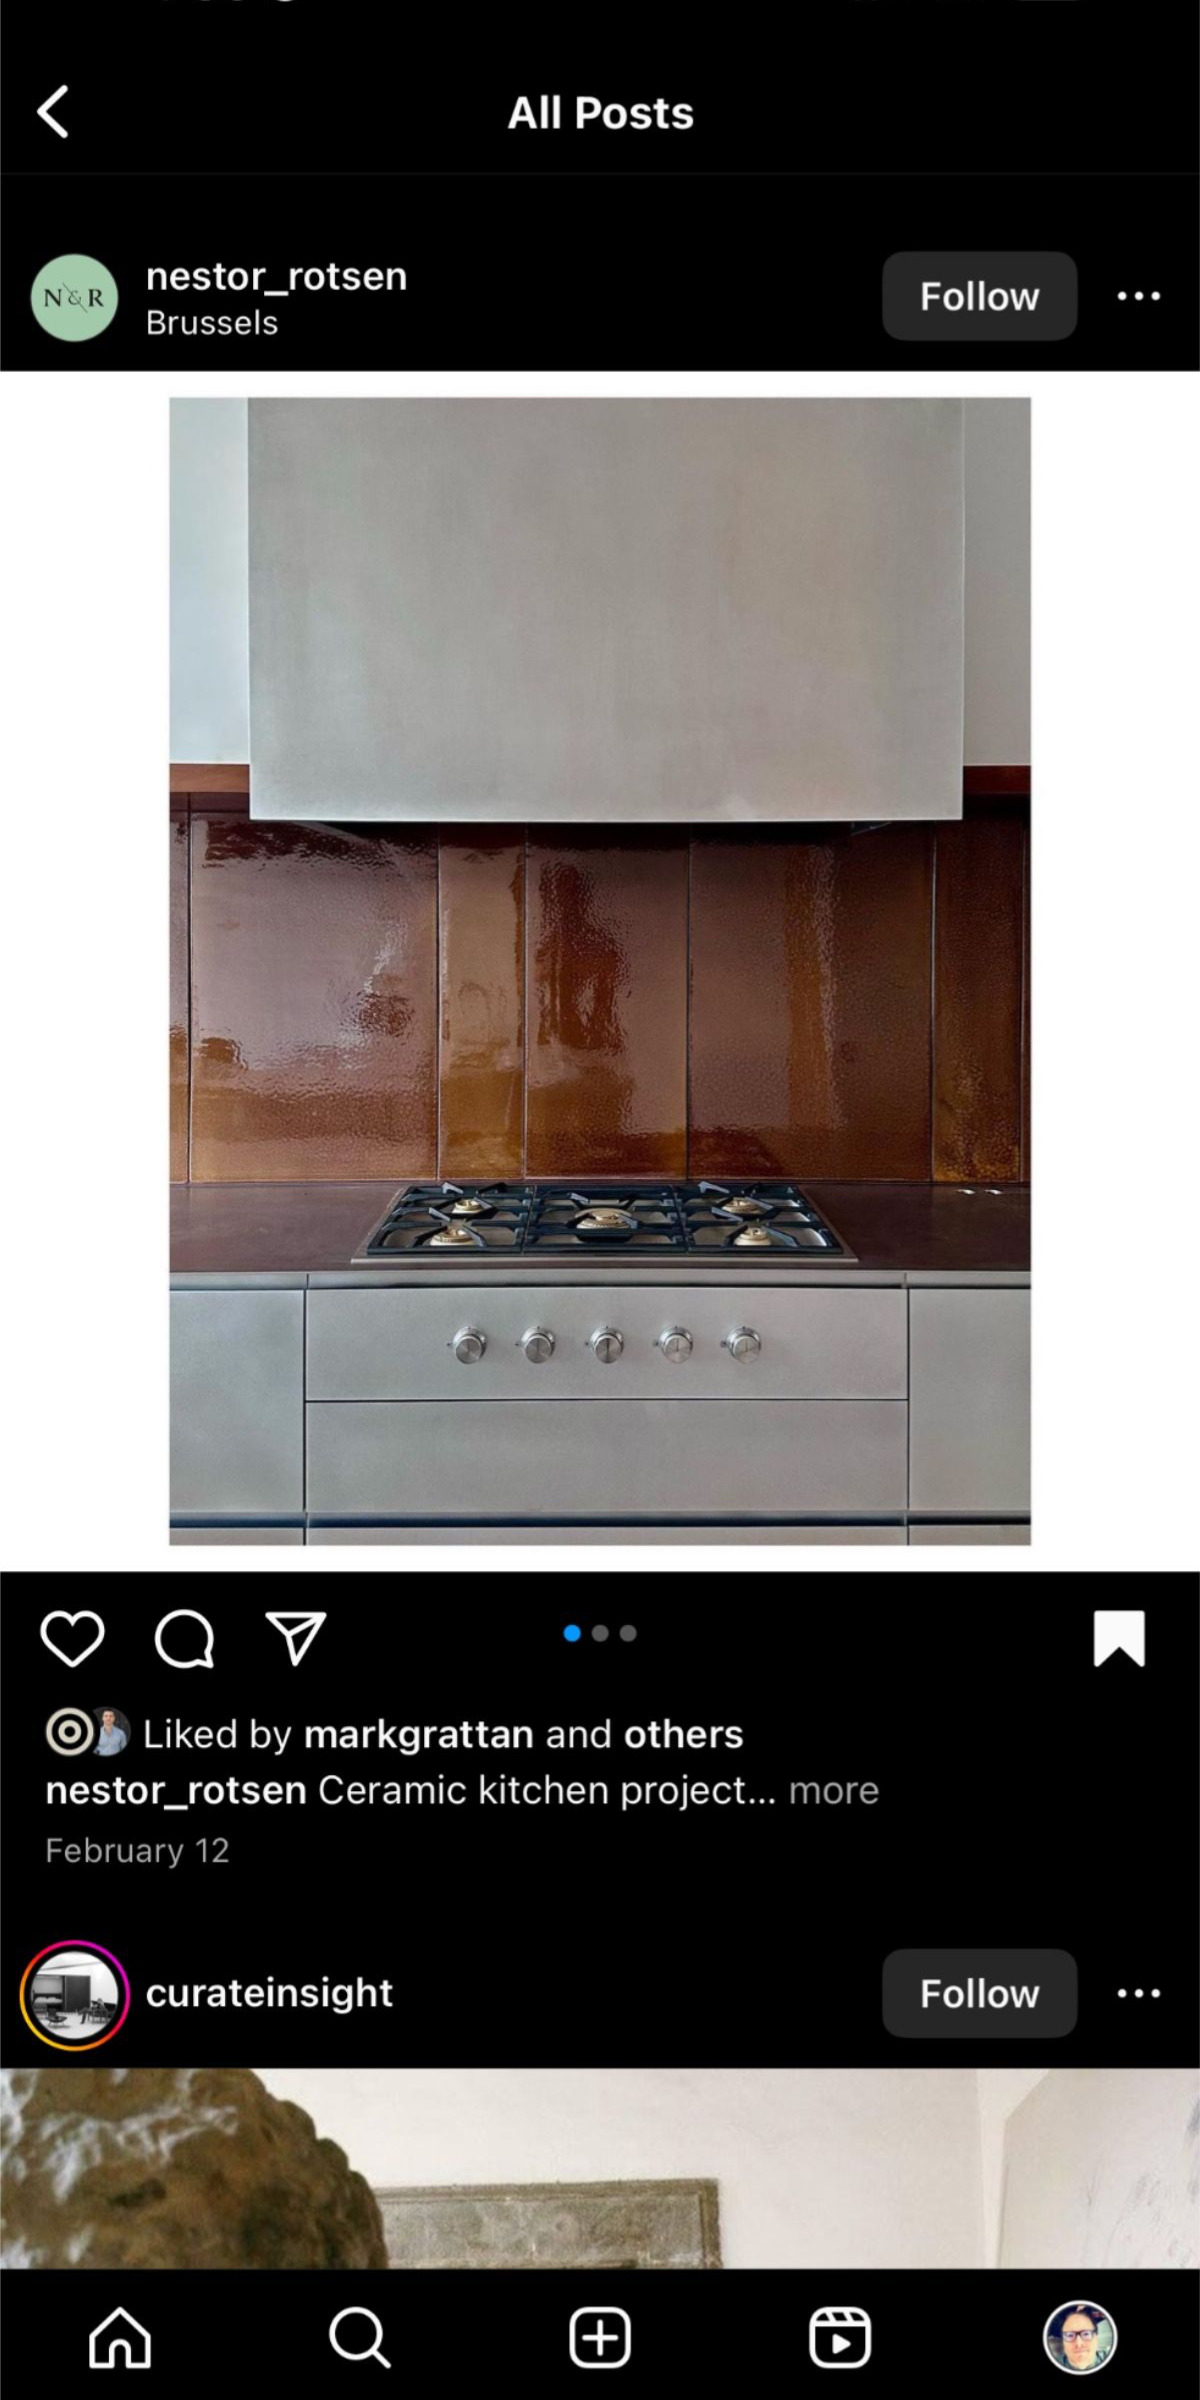 All Posts
N&R
nestor_rotsen
Brussels
Follow
Liked by markgrattan and others
nestor_rotsen Ceramic kitchen project... more
February 12
curateinsight
Follow